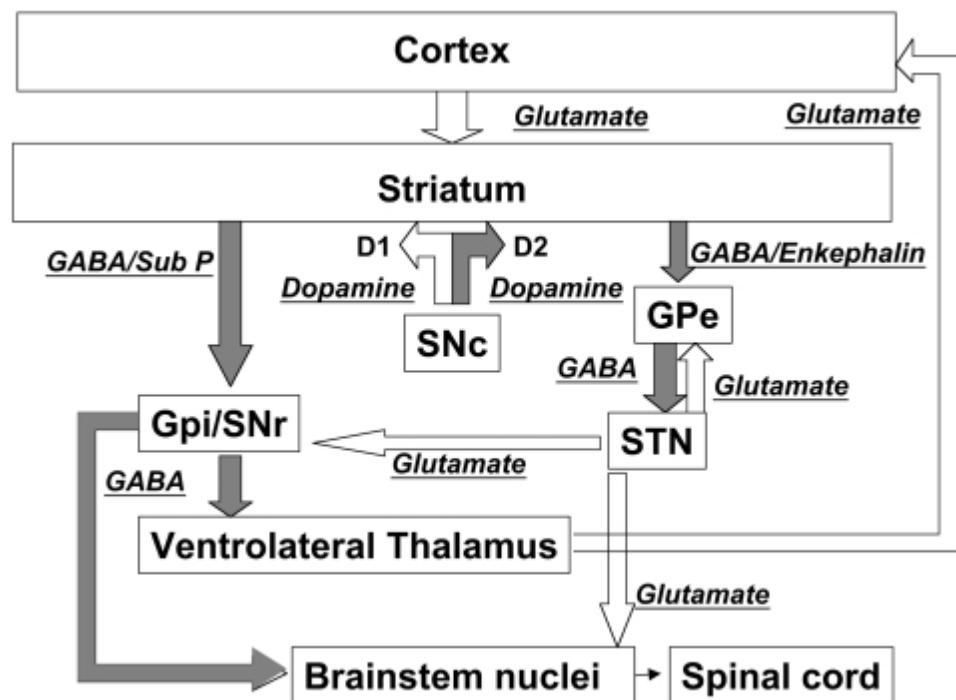 Cortex
Glutamate
Glutamate
Striatum
GABA/Sub P
D1
D2
GABA/Enkephalin
Dopamine
Dopamine
GPe
SNc
GABA
Glutamate
Gpi/SNr
STN
Glutamate
GABA
Ventrolateral Thalamus
Glutamate
Brainstem nuclei
Spinal cord